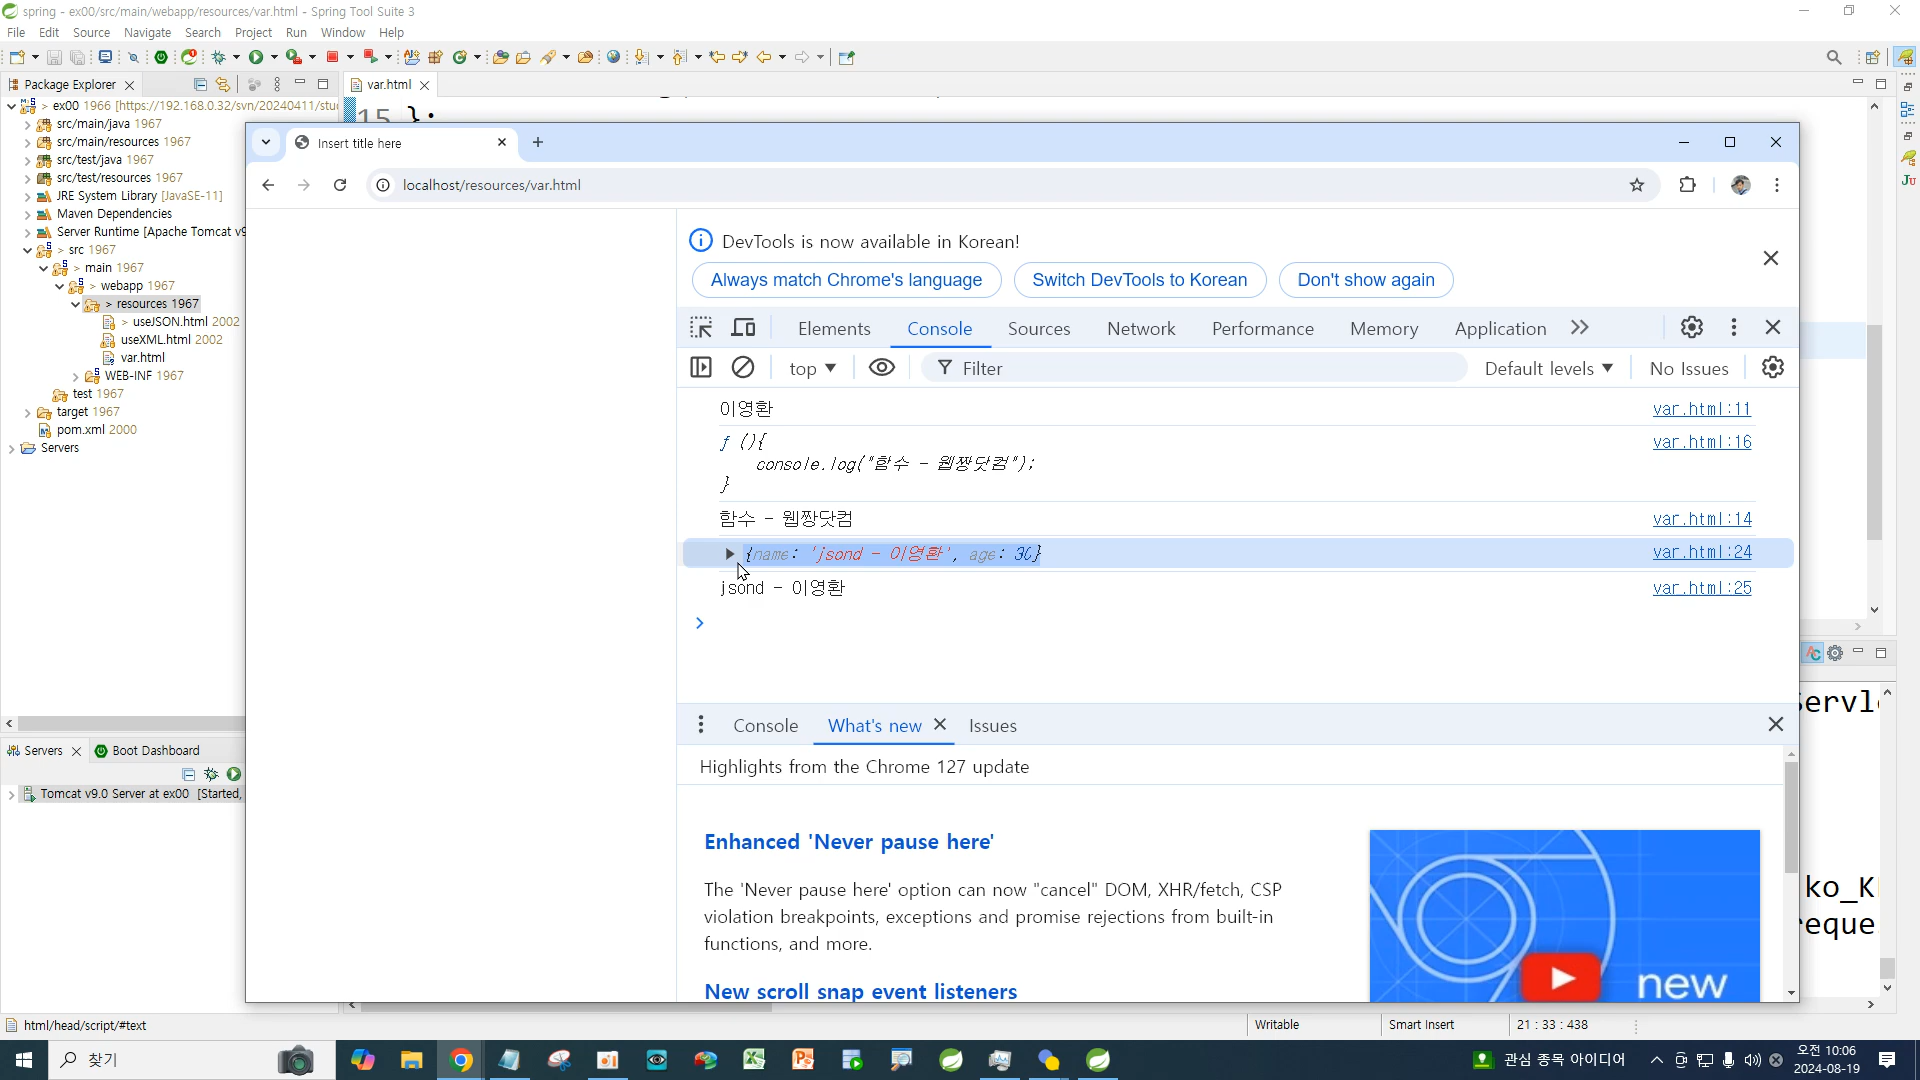 spring - ex00/src/main/webapp/resources/var.html - Spring Tool Suite 3
File Edit Source Navigate Search Project Run Window Help
Package Explorer
var.html
ex00 1966 [https://192.168.0.32/svn/20240411/stu
src/main/java 1967
src/main/resources 1967
src/test/java 1967
src/test/resources 1967
JRE System Library [JavaSE-11]
Maven Dependencies
Server Runtime [Apache Tomcat v9
> src 1967
> main 1967
> webapp 1967
> resources 1967
> useJSON.html 2002
useXML.html 2002
var.html
WEB-INF 1967
test 1967
target 1967
pom.xml 2000
Servers
15 };
Insert title here
localhost/resources/var.html
DevTools is now available in Korean!
Always match Chrome's language
Switch DevTools to Korean
Don't show again
Elements Console Sources Network Performance Memory Application
top ▼ Filter Default levels ▼ No Issues
이영환 var.html:11
ƒ (){ var.html:16
console.log("함수 - 웹짱닷컴");
}
함수 - 웹짱닷컴 var.html:14
{name: 'jsond - 이영환', age: 30} var.html:24
jsond - 이영환 var.html:25
Console What's new Issues
Highlights from the Chrome 127 update
Enhanced 'Never pause here'
The 'Never pause here' option can now "cancel" DOM, XHR/fetch, CSP
violation breakpoints, exceptions and promise rejections from built-in
functions, and more.
New scroll snap event listeners
new
Servers
Boot Dashboard
Tomcat v9.0 Server at ex00 [Started,
ko_K
reque
html/head/script/#text
Writable
Smart Insert
21 : 33 : 438
찾기
관심 종목 아이디어
오전 10:06
2024-08-19